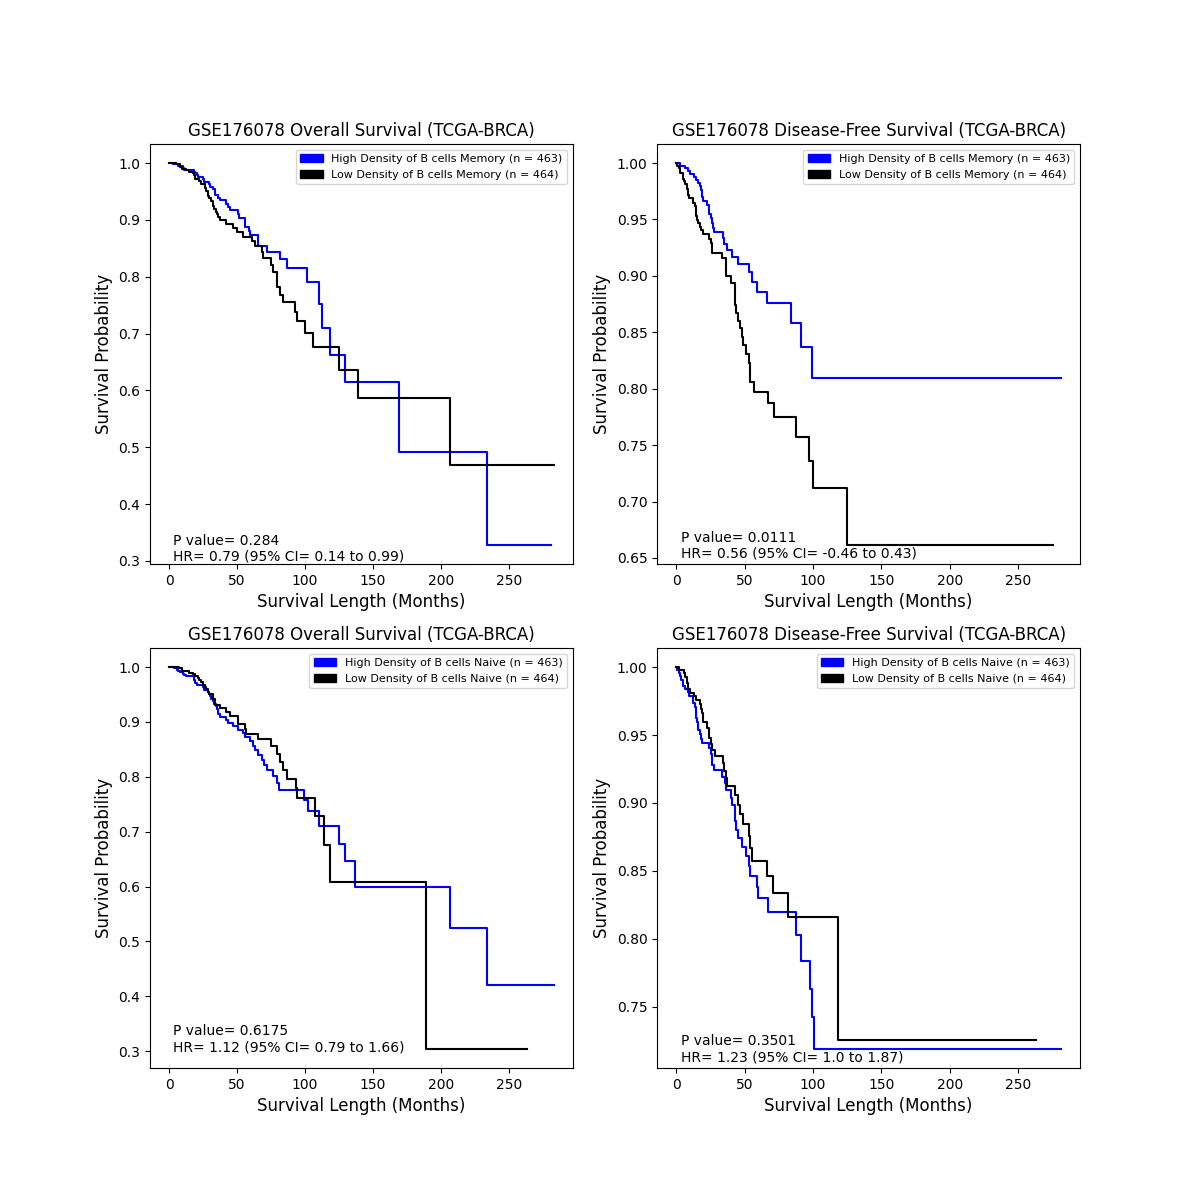 GSE176078 Overall Survival (TCGA-BRCA)
High Density of B cells Memory (n = 463)
Low Density of B cells Memory (n = 464)
Survival Probability
1.0
0.9
0.8
0.7
0.6
0.5
0.4
0.3
P value= 0.284
HR= 0.79 (95% CI= 0.14 to 0.99)
0 50 100 150 200 250
Survival Length (Months)
GSE176078 Disease-Free Survival (TCGA-BRCA)
High Density of B cells Memory (n = 463)
Low Density of B cells Memory (n = 464)
Survival Probability
1.00
0.95
0.90
0.85
0.80
0.75
0.70
0.65
P value= 0.0111
HR= 0.56 (95% CI= -0.46 to 0.43)
0 50 100 150 200 250
Survival Length (Months)
GSE176078 Overall Survival (TCGA-BRCA)
High Density of B cells Naive (n = 463)
Low Density of B cells Naive (n = 464)
Survival Probability
1.0
0.9
0.8
0.7
0.6
0.5
0.4
0.3
P value= 0.6175
HR= 1.12 (95% CI= 0.79 to 1.66)
0 50 100 150 200 250
Survival Length (Months)
GSE176078 Disease-Free Survival (TCGA-BRCA)
High Density of B cells Naive (n = 463)
Low Density of B cells Naive (n = 464)
Survival Probability
1.00
0.95
0.90
0.85
0.80
0.75
P value= 0.3501
HR= 1.23 (95% CI= 1.0 to 1.87)
0 50 100 150 200 250
Survival Length (Months)